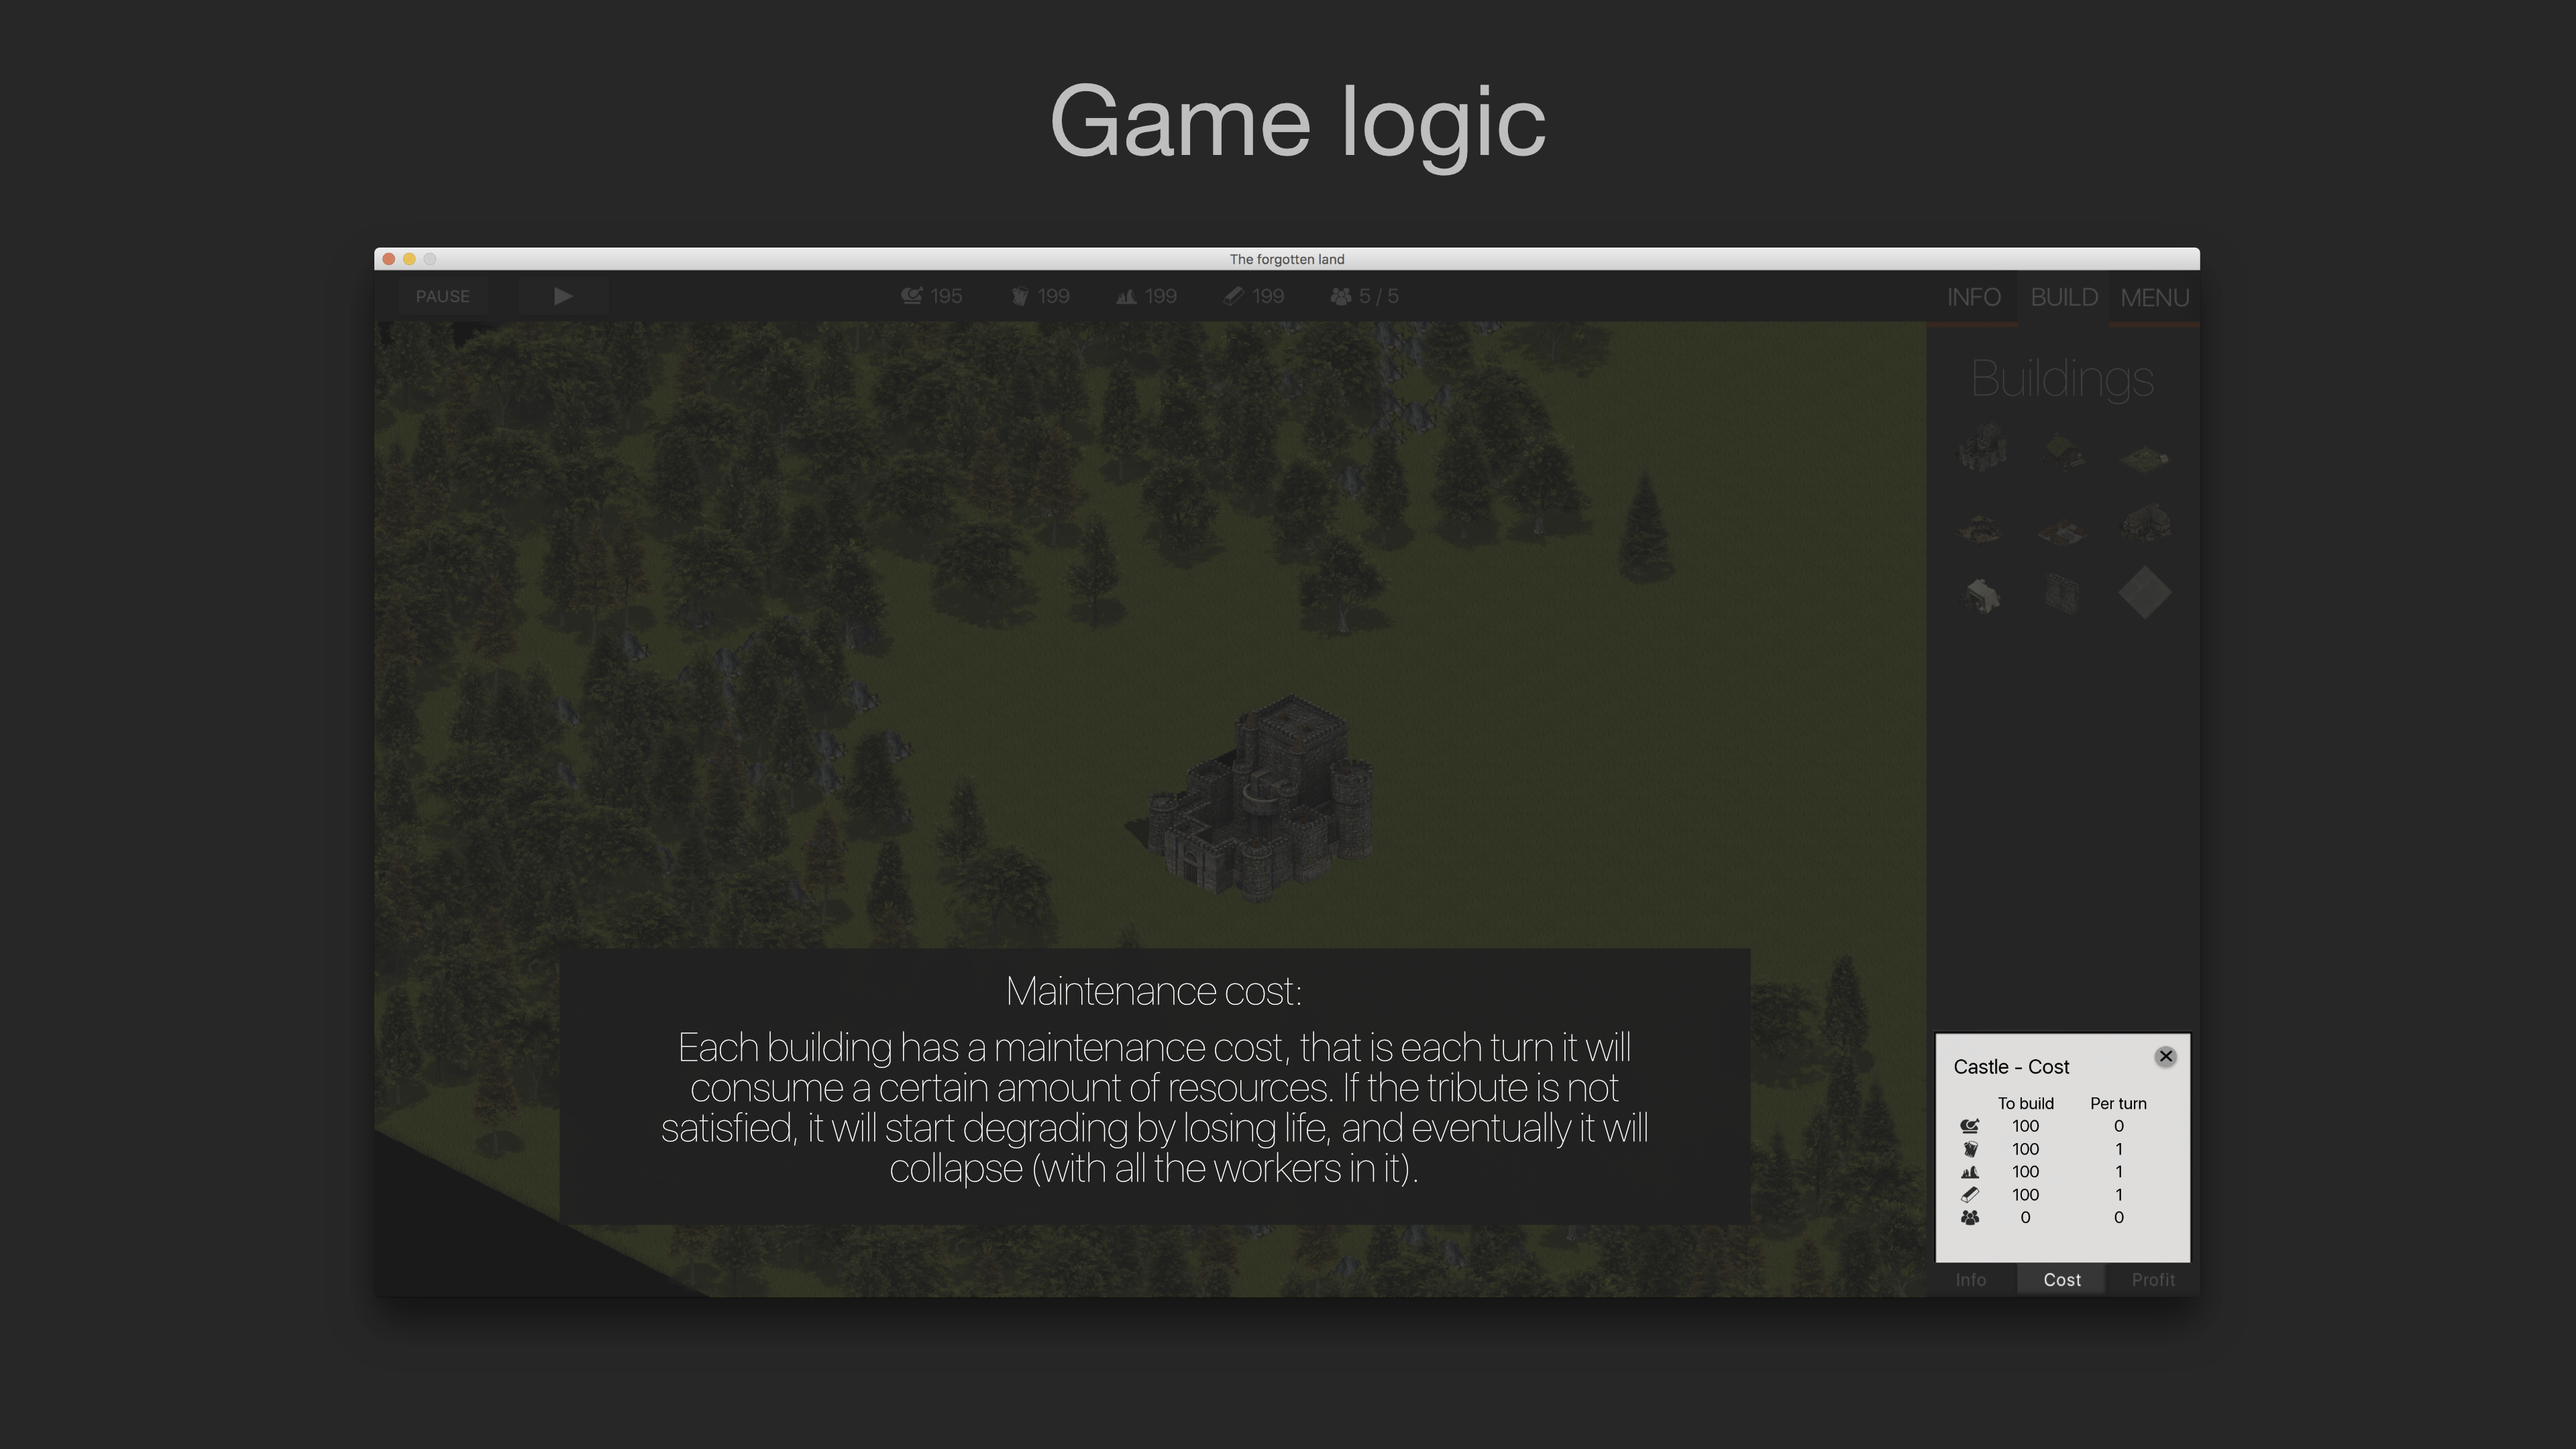 Game logic
The forgotten land
PAUSE 195 199 199 199 5 / 5 INFO BUILD MENU
Buildings
Maintenance cost:
Each building has a maintenance cost, that is each turn it will
consume a certain amount of resources. If the tribute is not
satisfied, it will start degrading by losing life, and eventually it will
collapse (with all the workers in it).
Castle - Cost
To build Per turn
100 0
100 1
100 1
100 1
0 0
Info Cost Profit